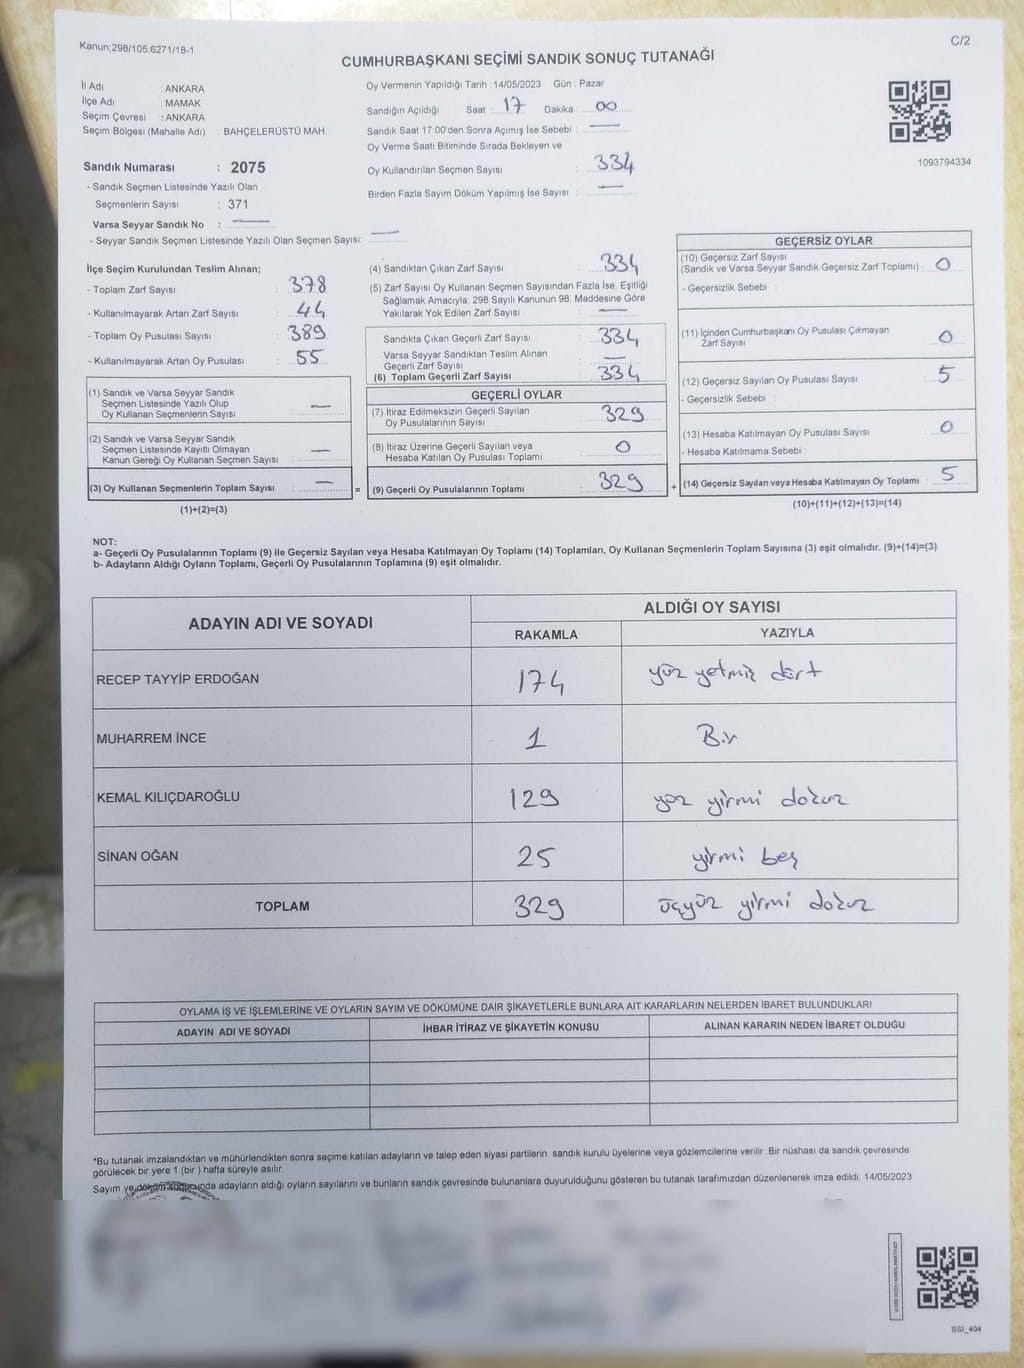 Kanun;298/105,6271/18-1
C/2
CUMHURBAŞKANI SEÇİMİ SANDIK SONUÇ TUTANAĞI
İl Adı : ANKARA
İlçe Adı : MAMAK
Seçim Çevresi : ANKARA
Seçim Bölgesi (Mahalle Adı) : BAHÇELERÜSTÜ MAH.
Sandık Numarası : 2075
- Sandık Seçmen Listesinde Yazılı Olan
Seçmenlerin Sayısı : 371
Varsa Seyyar Sandık No : —
- Seyyar Sandık Seçmen Listesinde Yazılı Olan Seçmen Sayısı: —
Oy Vermenin Yapıldığı Tarih : 14/05/2023 Gün : Pazar
Sandığın Açıldığı Saat : 17 Dakika : 00
Sandık Saat 17:00'den Sonra Açımış İse Sebebi : —
Oy Verme Saati Bitiminde Sırada Bekleyen ve
Oy Kullandırılan Seçmen Sayısı : 334
Birden Fazla Sayım Döküm Yapılmış İse Sayısı : —
1093794334
İlçe Seçim Kurulundan Teslim Alınan;
- Toplam Zarf Sayısı : 378
- Kullanılmayarak Artan Zarf Sayısı : 44
- Toplam Oy Pusulası Sayısı : 389
- Kullanılmayarak Artan Oy Pusulası : 55
(1) Sandık ve Varsa Seyyar Sandık
Seçmen Listesinde Yazılı Olup
Oy Kullanan Seçmenlerin Sayısı : —
(2) Sandık ve Varsa Seyyar Sandık
Seçmen Listesinde Kayıtlı Olmayan
Kanun Gereği Oy Kullanan Seçmen Sayısı : —
(3) Oy Kullanan Seçmenlerin Toplam Sayısı : —
(1)+(2)=(3)
(4) Sandıktan Çıkan Zarf Sayısı : 334
(5) Zarf Sayısı Oy Kullanan Seçmen Sayısından Fazla İse, Eşitliği
Sağlamak Amacıyla; 298 Sayılı Kanunun 98. Maddesine Göre
Yakılarak Yok Edilen Zarf Sayısı : —
Sandıkta Çıkan Geçerli Zarf Sayısı : 334
Varsa Seyyar Sandıktan Teslim Alınan
Geçerli Zarf Sayısı : —
(6) Toplam Geçerli Zarf Sayısı : 334
GEÇERLİ OYLAR
(7) İtiraz Edilmeksizin Geçerli Sayılan
Oy Pusulalarının Sayısı : 329
(8) İtiraz Üzerine Geçerli Sayılan veya
Hesaba Katılan Oy Pusulası Toplamı : 0
= (9) Geçerli Oy Pusulalarının Toplamı : 329
GEÇERSİZ OYLAR
(10) Geçersiz Zarf Sayısı
(Sandık ve Varsa Seyyar Sandık Geçersiz Zarf Toplamı) : 0
- Geçersizlik Sebebi :
(11) İçinden Cumhurbaşkanı Oy Pusulası Çıkmayan
Zarf Sayısı : 0
(12) Geçersiz Sayılan Oy Pusulası Sayısı : 5
- Geçersizlik Sebebi :
(13) Hesaba Katılmayan Oy Pusulası Sayısı : 0
- Hesaba Katılmama Sebebi :
+ (14) Geçersiz Sayılan veya Hesaba Katılmayan Oy Toplamı : 5
(10)+(11)+(12)+(13)=(14)
NOT:
a- Geçerli Oy Pusulalarının Toplamı (9) ile Geçersiz Sayılan veya Hesaba Katılmayan Oy Toplamı (14) Toplamları, Oy Kullanan Seçmenlerin Toplam Sayısına (3) eşit olmalıdır. (9)+(14)=(3)
b- Adayların Aldığı Oyların Toplamı, Geçerli Oy Pusulalarının Toplamına (9) eşit olmalıdır.
ADAYIN ADI VE SOYADI ALDIĞI OY SAYISI
RAKAMLA YAZIYLA
RECEP TAYYİP ERDOĞAN 174 yüz yetmiş dört
MUHARREM İNCE 1 Bir
KEMAL KILIÇDAROĞLU 129 yüz yirmi dokuz
SİNAN OĞAN 25 yirmi beş
TOPLAM 329 üçyüz yirmi dokuz
OYLAMA İŞ VE İŞLEMLERİNE VE OYLARIN SAYIM VE DÖKÜMÜNE DAİR ŞİKAYETLERLE BUNLARA AİT KARARLARIN NELERDEN İBARET BULUNDUKLARI
ADAYIN ADI VE SOYADI İHBAR İTİRAZ VE ŞİKAYETİN KONUSU ALINAN KARARIN NEDEN İBARET OLDUĞU
*Bu tutanak imzalandıktan ve mühürlendikten sonra seçime katılan adayların ve talep eden siyasi partilerin sandık kurulu üyelerine veya gözlemcilerine verilir. Bir nüshası da sandık çevresinde
görülecek bir yere 1 (bir ) hafta süreyle asılır.
Sayım ve döküm sonucunda adayların aldığı oyların sayılarını ve bunların sandık çevresinde bulunanlara duyurulduğunu gösteren bu tutanak tarafımızdan düzenlenerek imza edildi. 14/05/2023
SSI_404